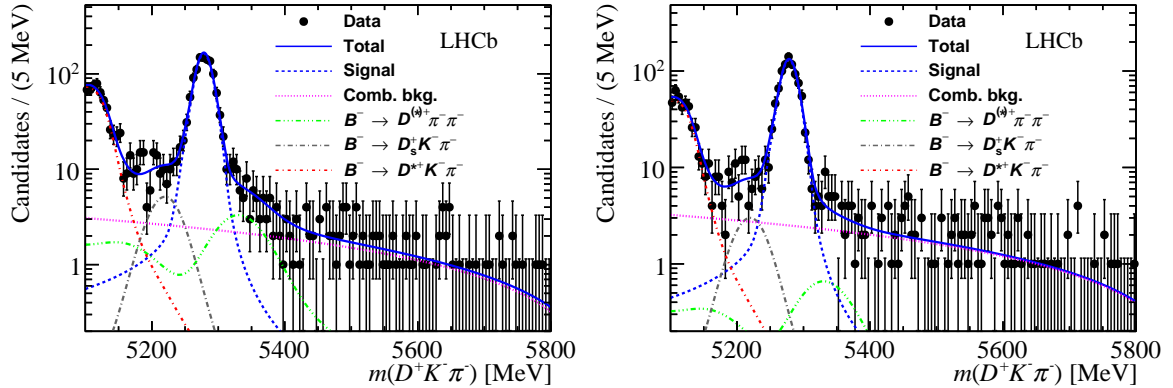 Candidates / (5 MeV)
10²
10
1
Data
Total
Signal
Comb. bkg.
B⁻ → D⁽*⁾⁺π⁻π⁻
B⁻ → Dₛ⁺K⁻π⁻
B⁻ → D*⁺K⁻π⁻
LHCb
5200 5400 5600 5800
m(D⁺K⁻π⁻) [MeV]
Candidates / (5 MeV)
10²
10
1
Data
Total
Signal
Comb. bkg.
B⁻ → D⁽*⁾⁺π⁻π⁻
B⁻ → Dₛ⁺K⁻π⁻
B⁻ → D*⁺K⁻π⁻
LHCb
5200 5400 5600 5800
m(D⁺K⁻π⁻) [MeV]